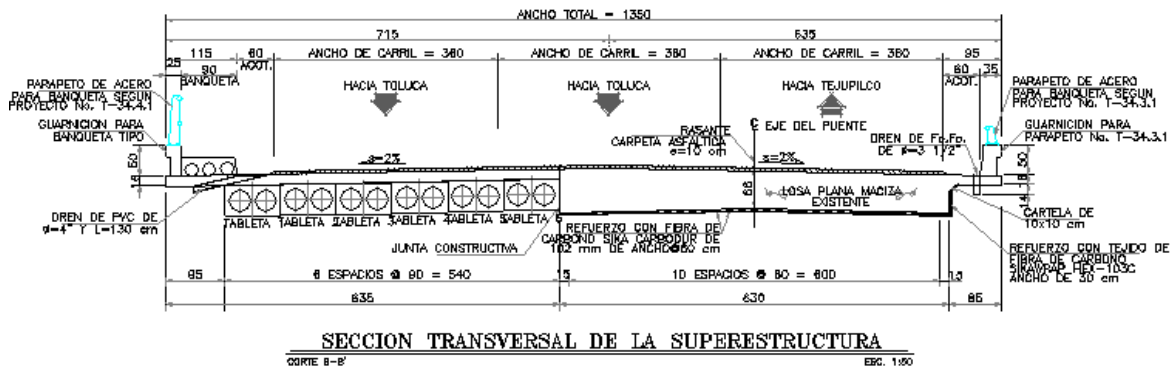 ANCHO TOTAL = 1350
715
635
115
60
ANCHO DE CARRIL = 360
ANCHO DE CARRIL = 360
ANCHO DE CARRIL = 360
95
25
90
ACOT.
60
35
BANQUETA
ACOT.
PARAPETO DE ACERO
PARA BANQUETA SEGUN
PROYECTO No. T-34.4.1
HACIA TOLUCA
HACIA TOLUCA
HACIA TEJUPILCO
PARAPETO DE ACERO
PARA BANQUETA SEGUN
PROYECTO No. T-34.3.1
GUARNICION PARA
BANQUETA TIPO
RASANTE
CARPETA ASFALTICA
e=10 cm
EJE DEL PUENTE
DREN DE Fo.Fo.
DE ø-3 1/2"
GUARNICION PARA
PARAPETO No. T-34.3.1
50
s=2%
s=2%
50
18
14
LOSA PLANA MACIZA
EXISTENTE
DREN DE PVC DE
ø=4" Y L=130 cm
TABLETA
TABLETA
TABLETA
TABLETA
TABLETA
TABLETA
JUNTA CONSTRUCTIVA
REFUERZO CON FIBRA DE
CARBONO SIKA CARBODUR DE
102 mm DE ANCHO@60 cm
CARTELA DE
10x10 cm
REFUERZO CON TEJIDO DE
FIBRA DE CARBONO
SIKAWRAP HEX-103C
ANCHO DE 30 cm
95
6 ESPACIOS @ 90 = 540
15
10 ESPACIOS @ 60 = 600
15
635
630
85
SECCION TRANSVERSAL DE LA SUPERESTRUCTURA
CORTE B-B'
ESC. 1:50